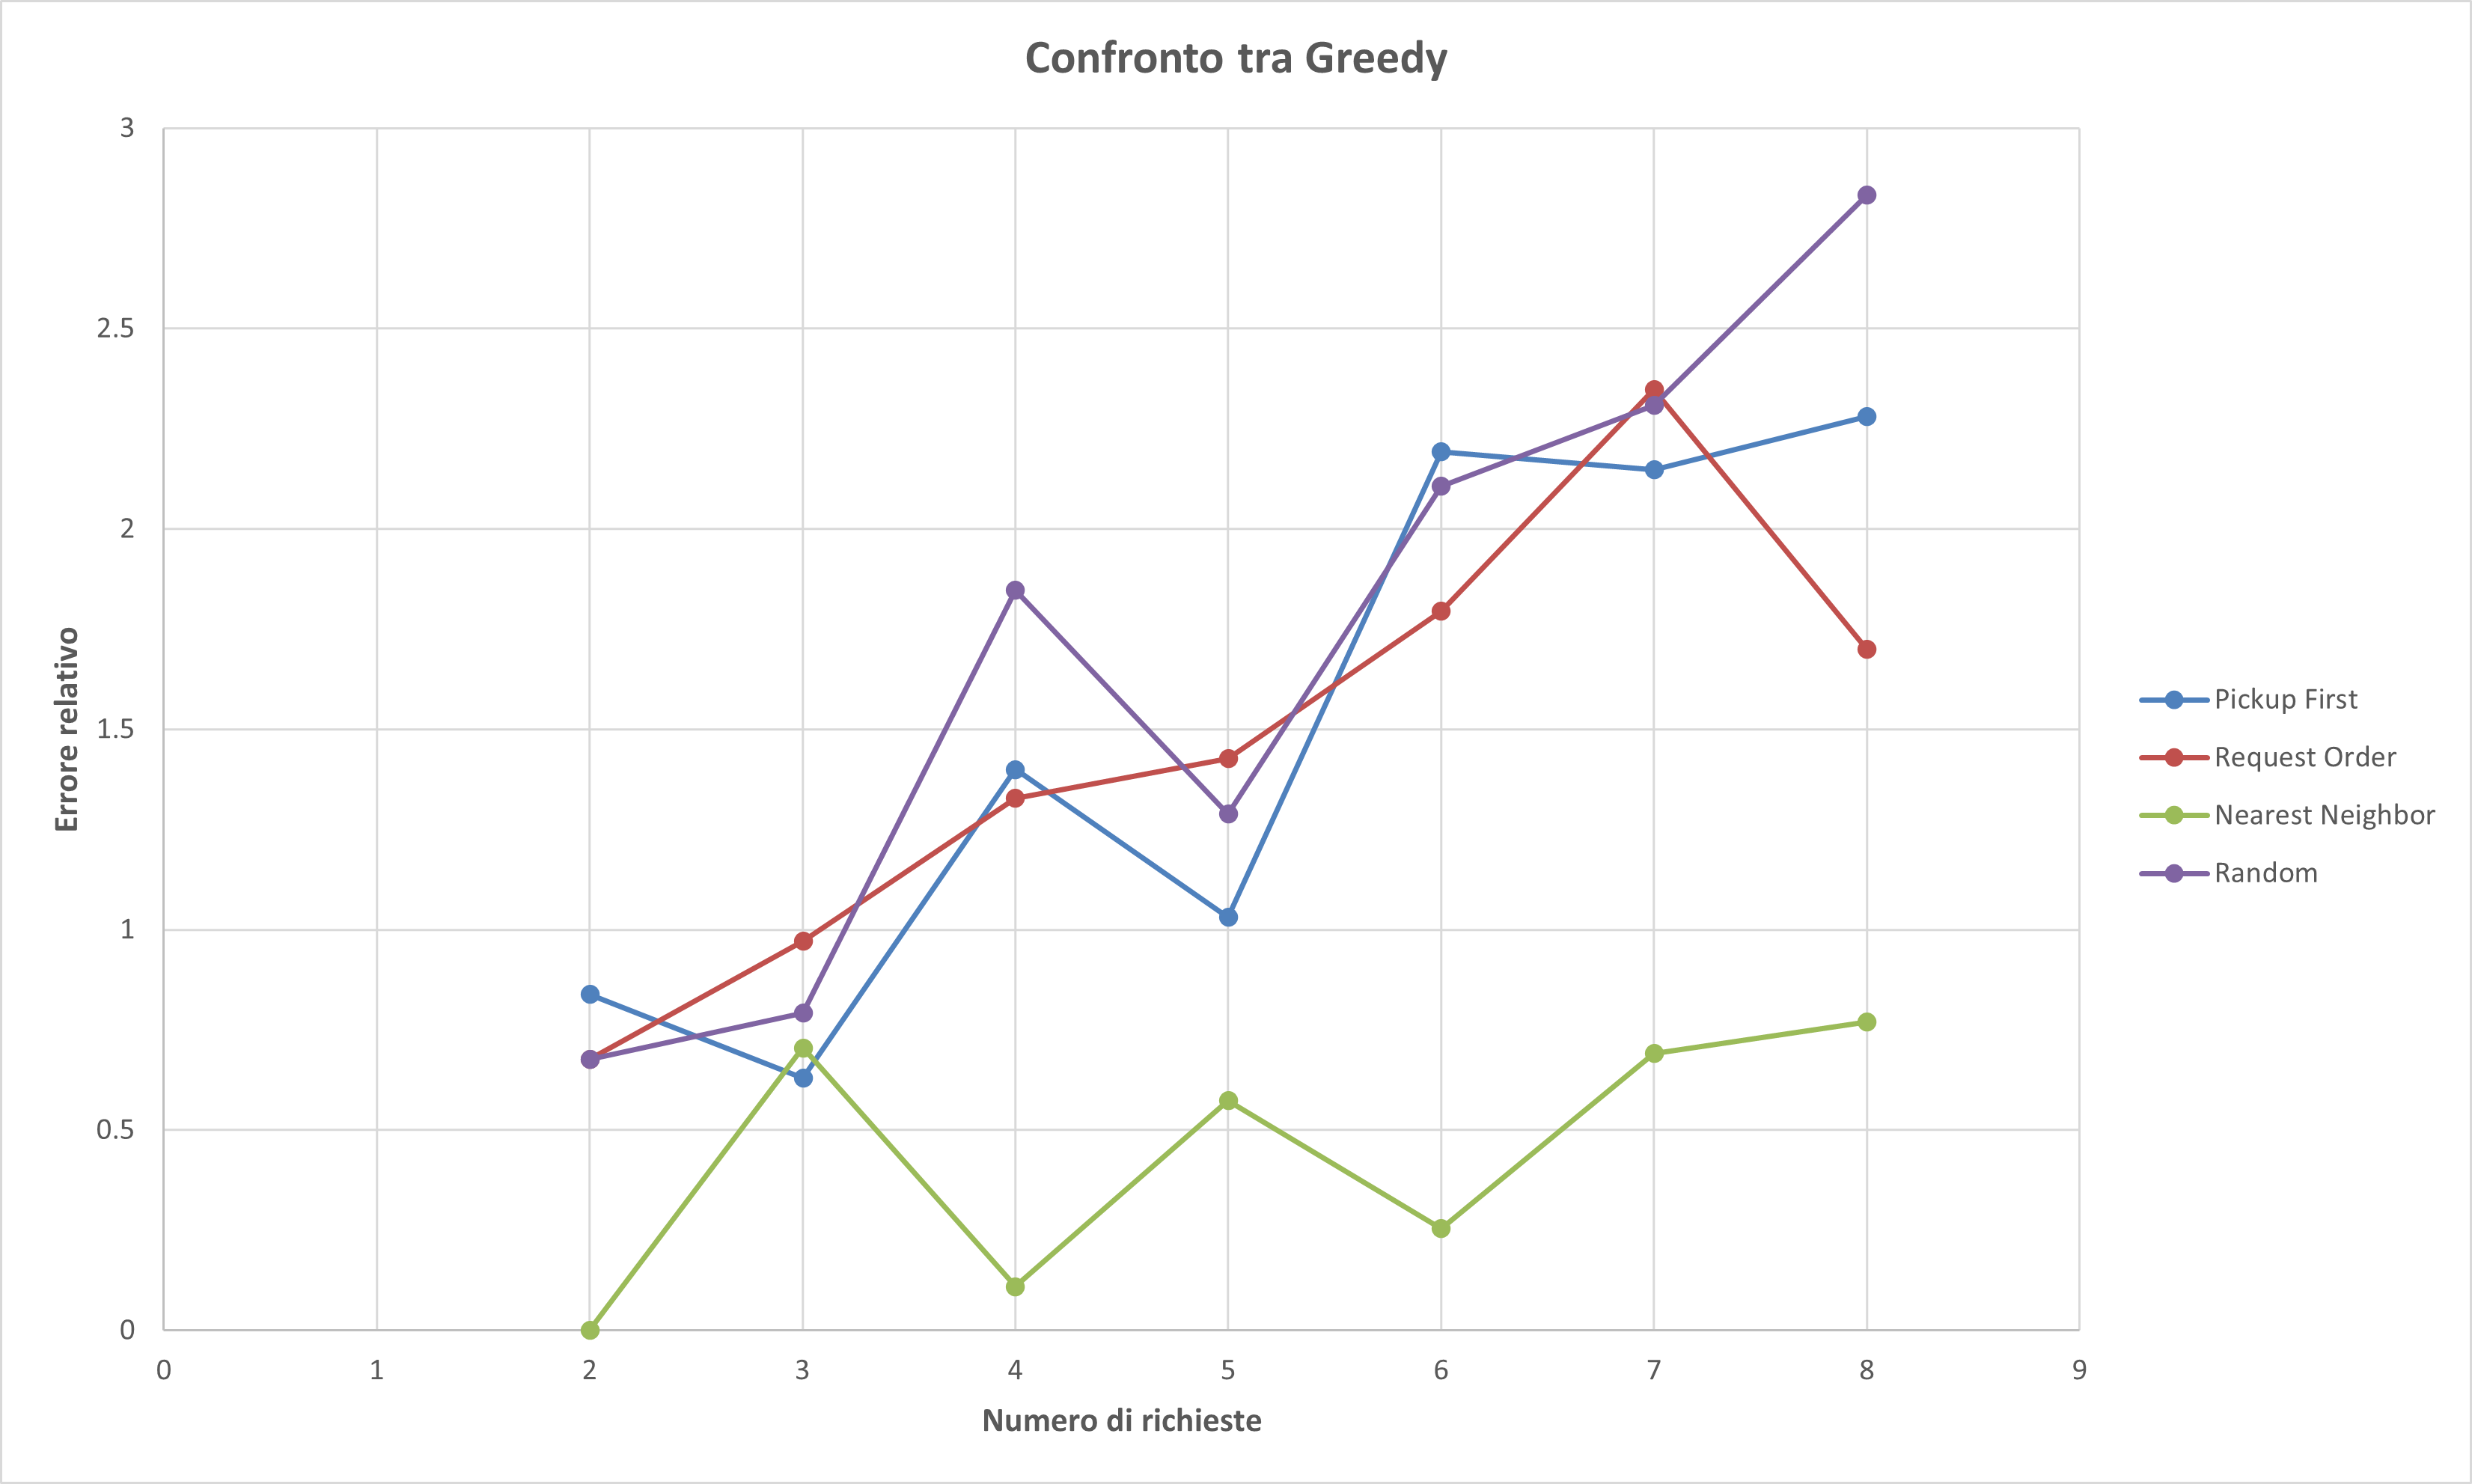 Confronto tra Greedy
3
2.5
2
1.5
1
0.5
0
Errore relativo
0 1 2 3 4 5 6 7 8 9
Numero di richieste
Pickup First
Request Order
Nearest Neighbor
Random